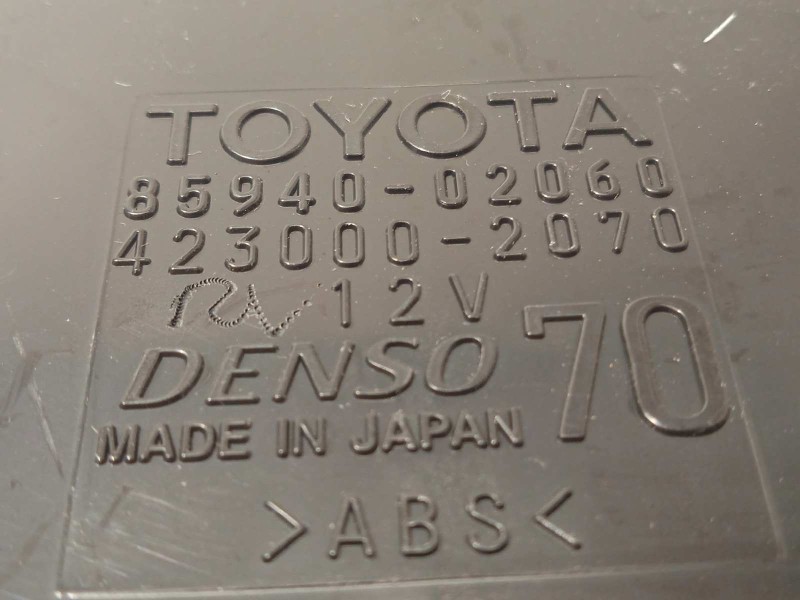 TOYOTA
85940-02060
423000-2070
12V
DENSO 70
MADE IN JAPAN
>ABS<